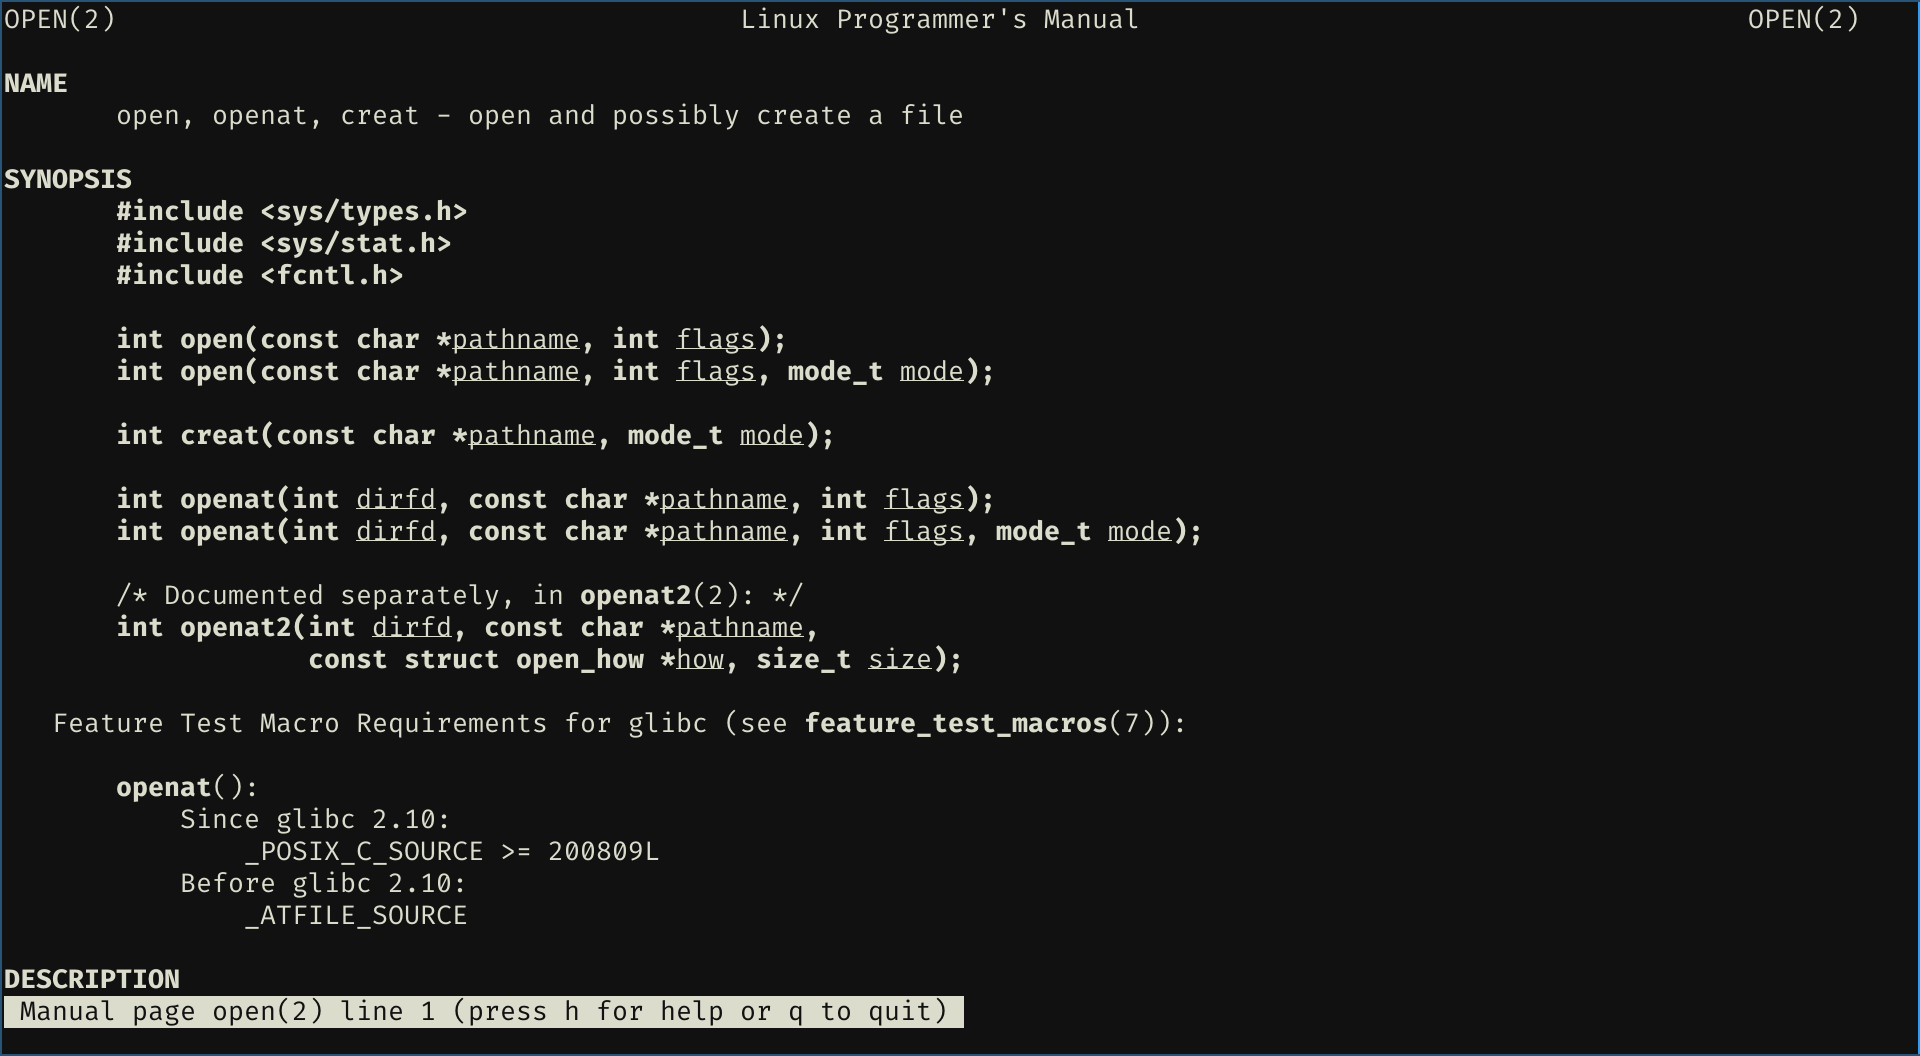 OPEN(2) Linux Programmer's Manual OPEN(2)
NAME
open, openat, creat - open and possibly create a file
SYNOPSIS
#include <sys/types.h>
#include <sys/stat.h>
#include <fcntl.h>
int open(const char *pathname, int flags);
int open(const char *pathname, int flags, mode_t mode);
int creat(const char *pathname, mode_t mode);
int openat(int dirfd, const char *pathname, int flags);
int openat(int dirfd, const char *pathname, int flags, mode_t mode);
/* Documented separately, in openat2(2): */
int openat2(int dirfd, const char *pathname,
const struct open_how *how, size_t size);
Feature Test Macro Requirements for glibc (see feature_test_macros(7)):
openat():
Since glibc 2.10:
_POSIX_C_SOURCE >= 200809L
Before glibc 2.10:
_ATFILE_SOURCE
DESCRIPTION
Manual page open(2) line 1 (press h for help or q to quit)